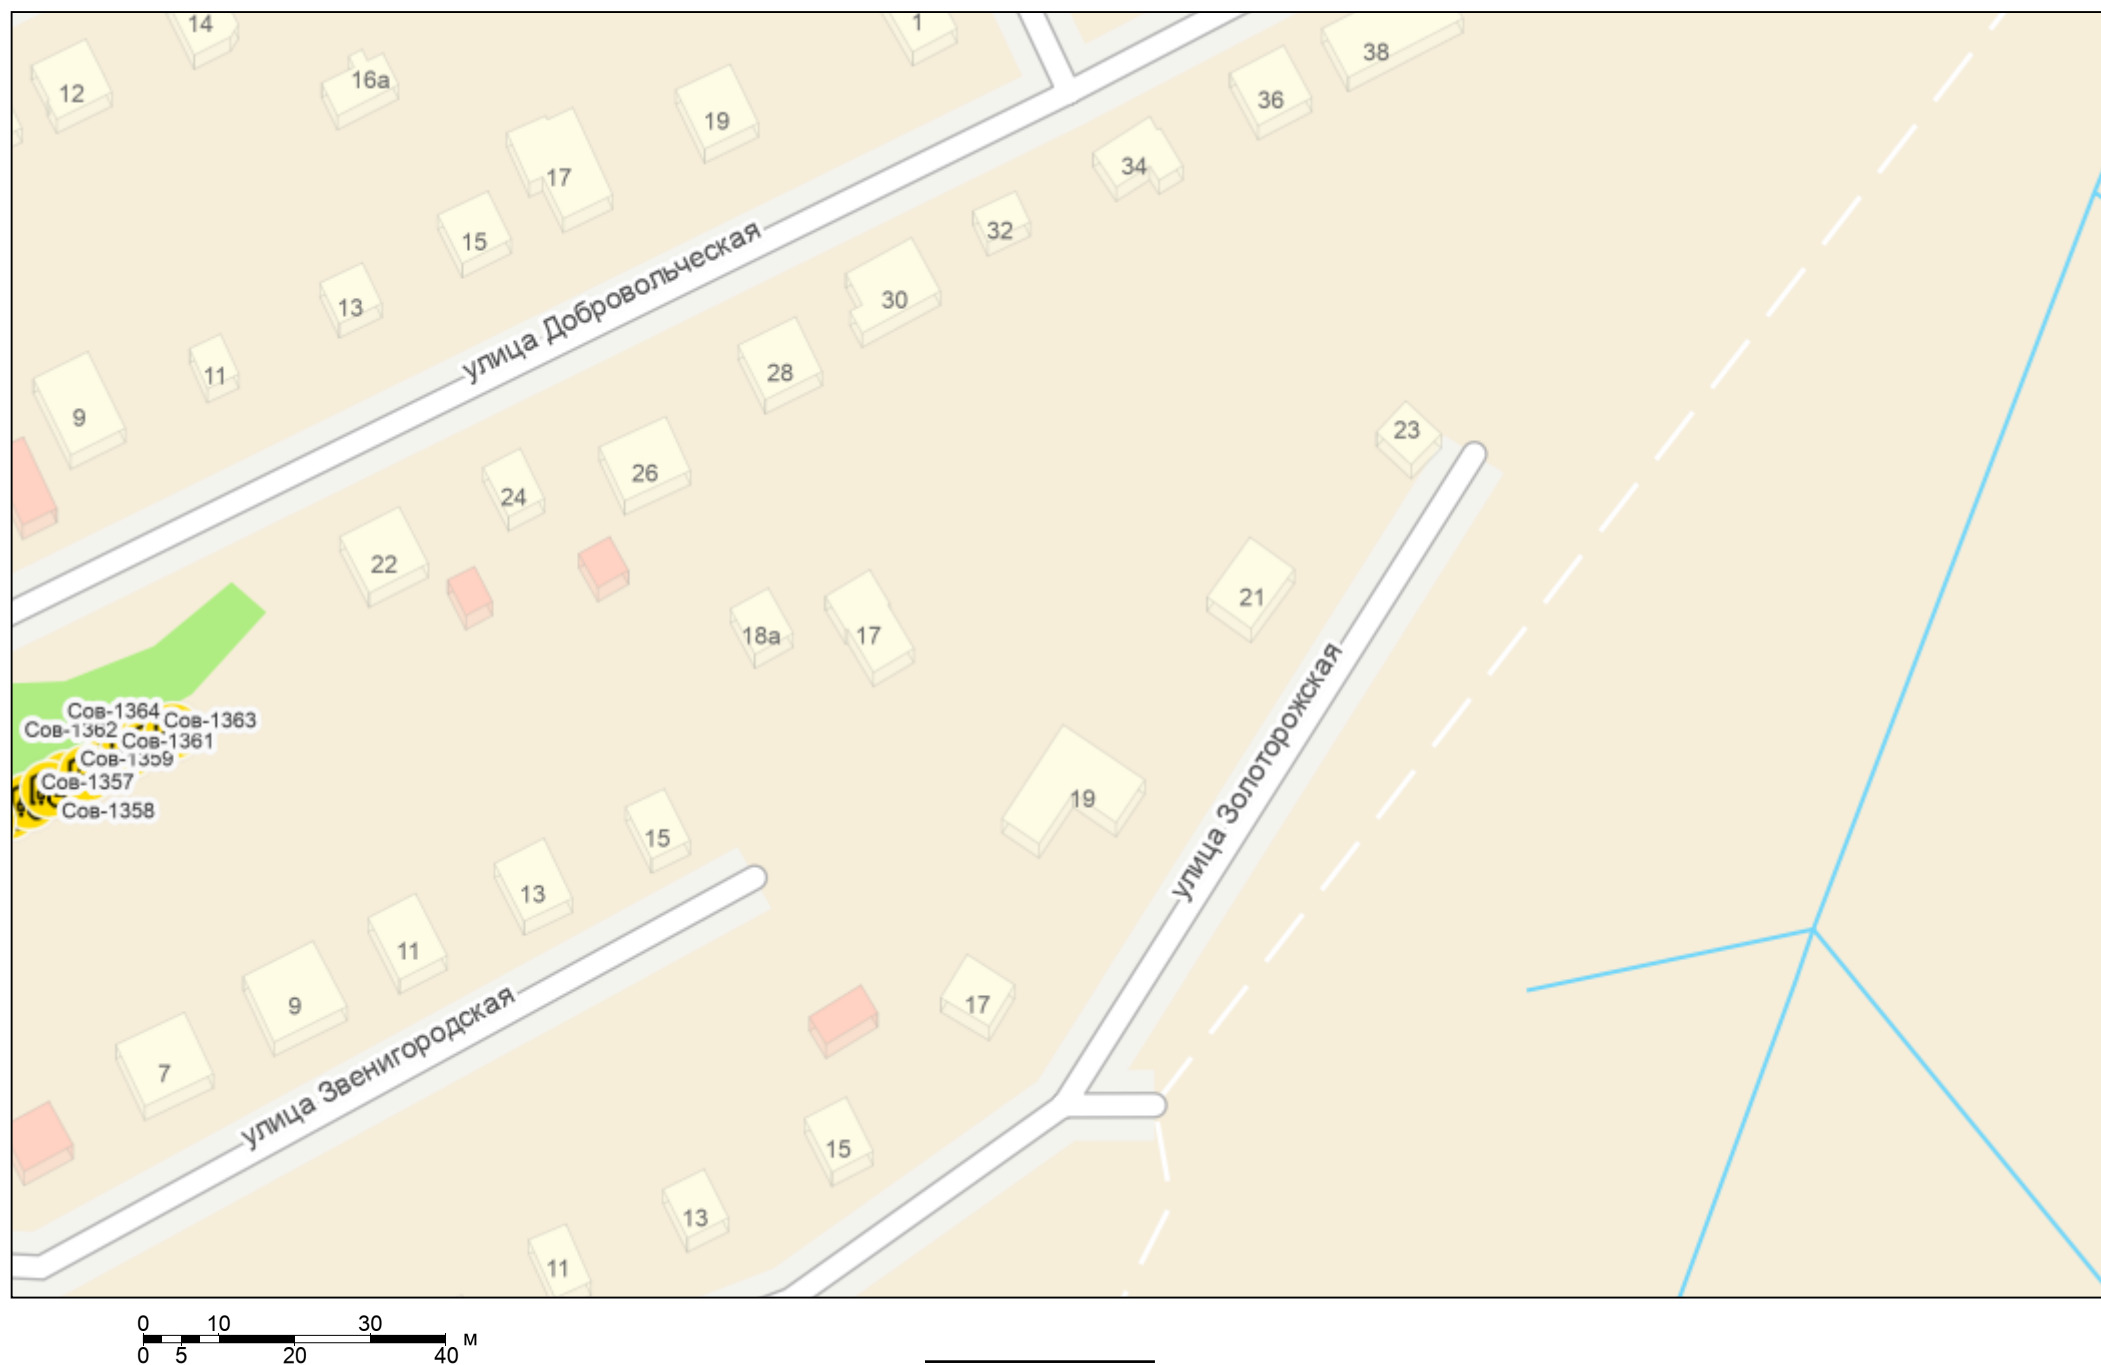 14
1
38
12
16а
36
19
34
17
15
32
13
30
улица Добровольческая
11
28
9
23
26
24
22
21
18а
17
Сов-1364
Сов-1363
Сов-1362
Сов-1361
Сов-1359
Сов-1357
Сов-1358
улица Золоторожская
19
15
13
11
9
17
7
улица Звенигородская
15
13
11
0 10 30
м
0 5 20 40